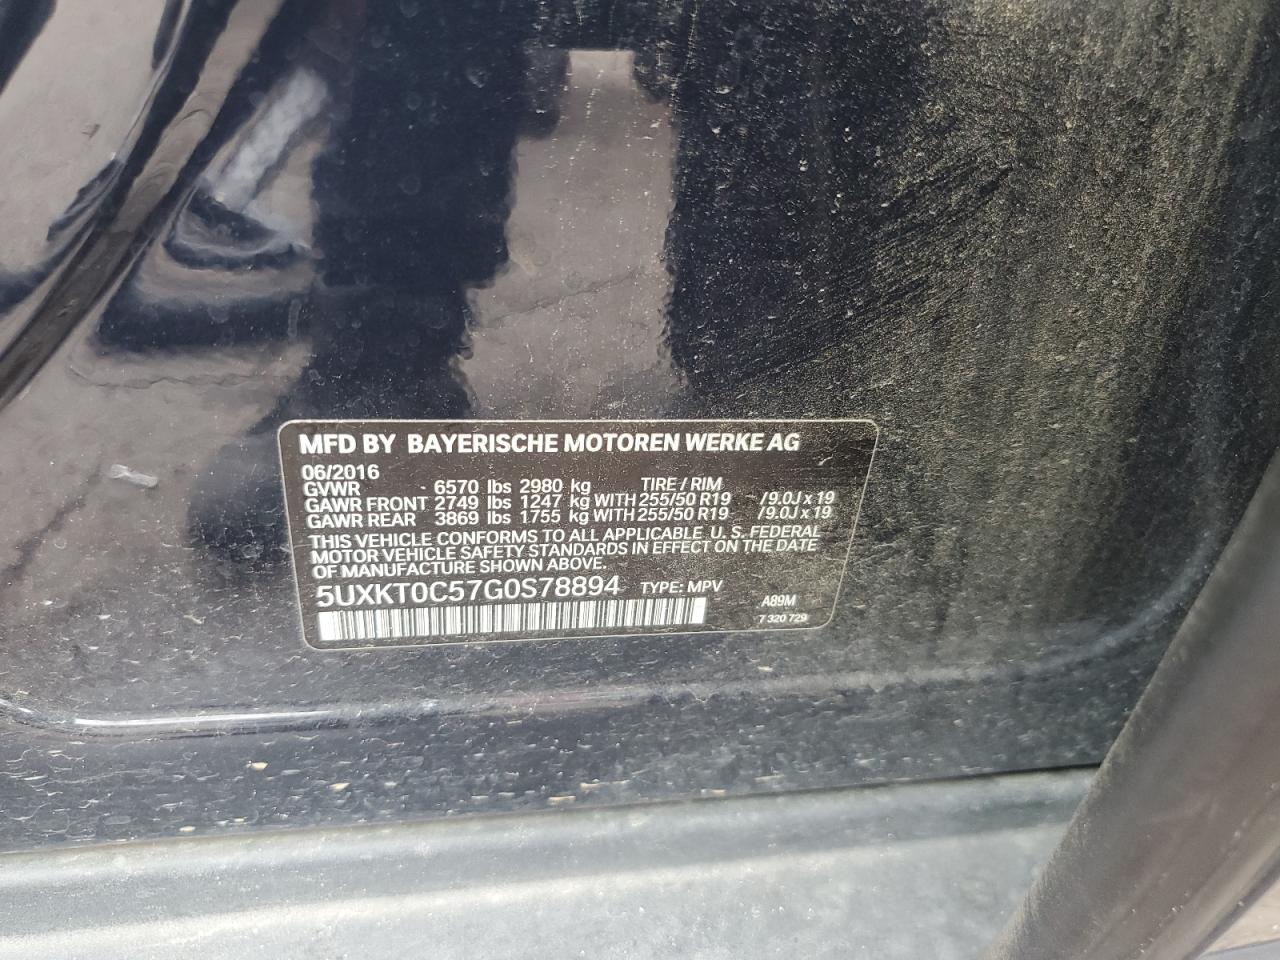 MFD BY BAYERISCHE MOTOREN WERKE AG
06/2016
GVWR - 6570 lbs 2980 kg TIRE / RIM
GAWR FRONT 2749 lbs 1247 kg WITH 255/50 R19 /9.0J x 19
GAWR REAR 3869 lbs 1755 kg WITH 255/50 R19 /9.0J x 19
THIS VEHICLE CONFORMS TO ALL APPLICABLE U. S. FEDERAL
MOTOR VEHICLE SAFETY STANDARDS IN EFFECT ON THE DATE
OF MANUFACTURE SHOWN ABOVE.
5UXKT0C57G0S78894 TYPE: MPV
A89M
7 320 729